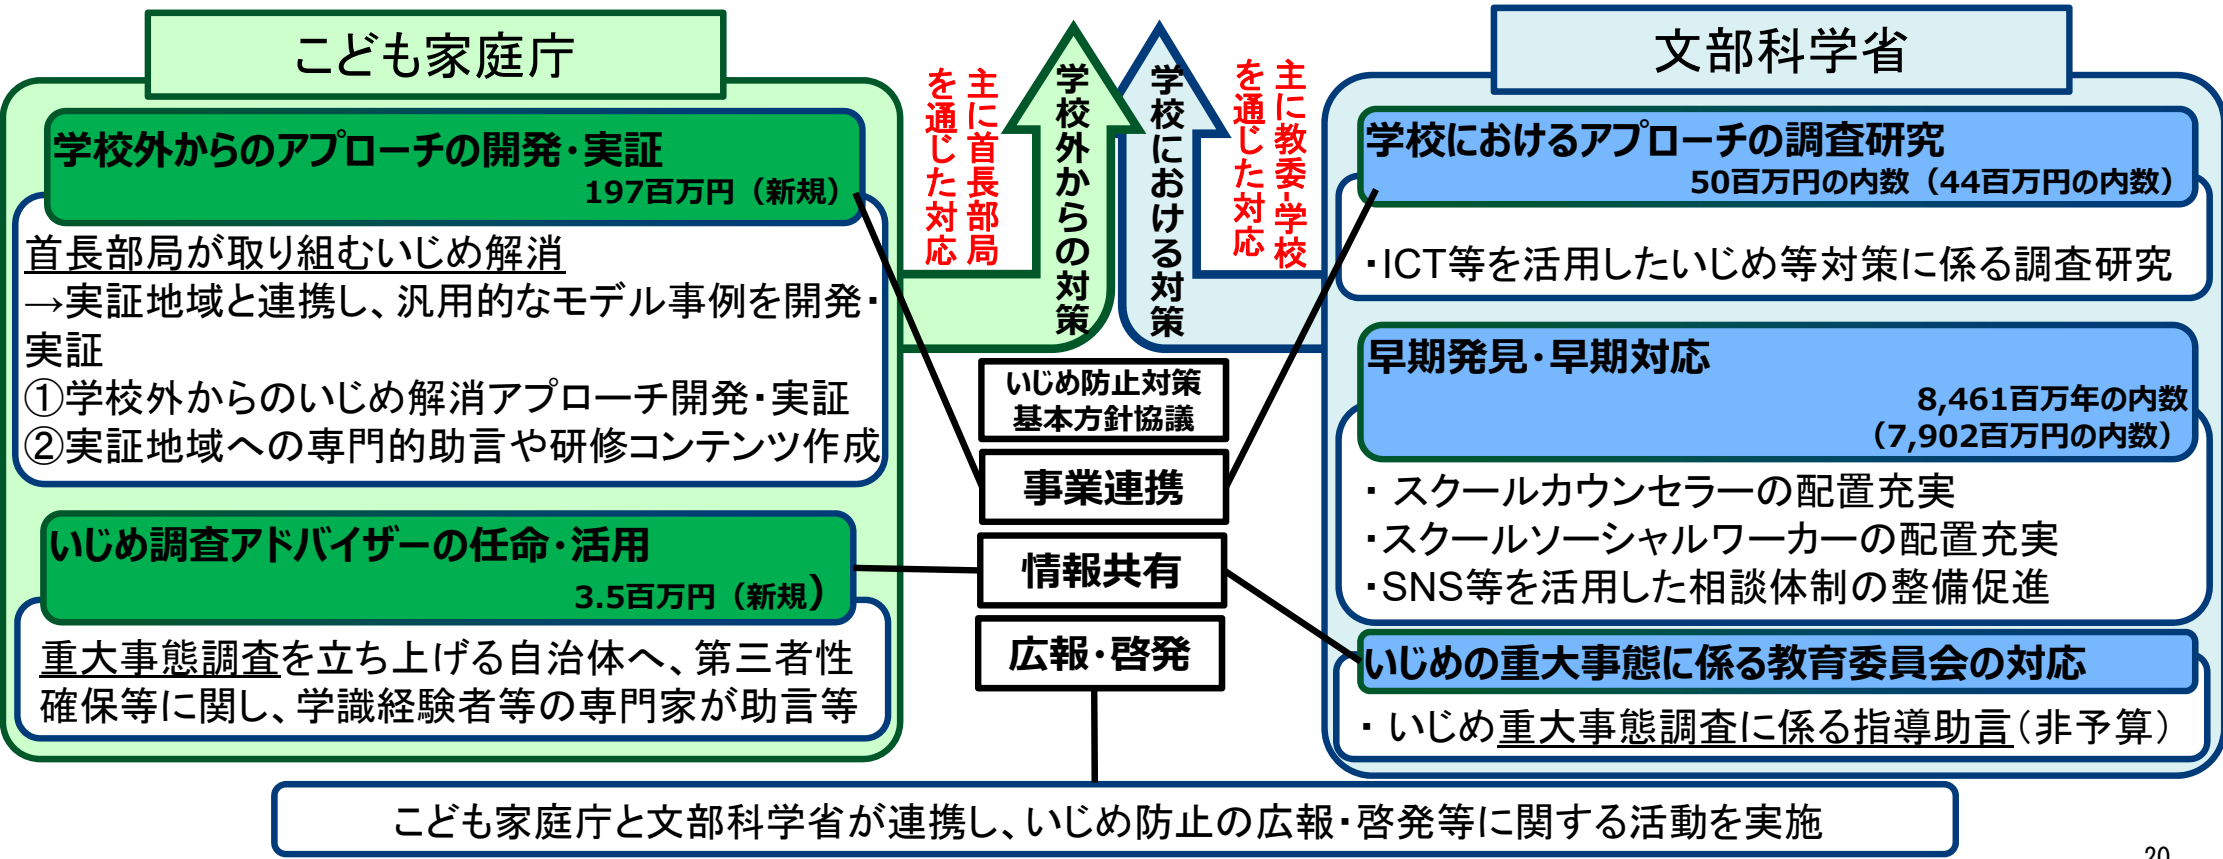 こども家庭庁
学校外からのアプローチの開発・実証
197百万円（新規）
首長部局が取り組むいじめ解消
→実証地域と連携し、汎用的なモデル事例を開発・
実証
①学校外からのいじめ解消アプローチ開発・実証
②実証地域への専門的助言や研修コンテンツ作成
いじめ調査アドバイザーの任命・活用
3.5百万円（新規）
重大事態調査を立ち上げる自治体へ、第三者性
確保等に関し、学識経験者等の専門家が助言等
主に首長部局
を通じた対応
学校外からの対策
学校における対策
主に教委・学校
を通じた対応
いじめ防止対策
基本方針協議
事業連携
情報共有
広報・啓発
文部科学省
学校におけるアプローチの調査研究
50百万円の内数（44百万円の内数）
・ICT等を活用したいじめ等対策に係る調査研究
早期発見・早期対応
8,461百万年の内数
（7,902百万円の内数）
・ スクールカウンセラーの配置充実
・スクールソーシャルワーカーの配置充実
・SNS等を活用した相談体制の整備促進
いじめの重大事態に係る教育委員会の対応
・ いじめ重大事態調査に係る指導助言（非予算）
こども家庭庁と文部科学省が連携し、いじめ防止の広報・啓発等に関する活動を実施
20